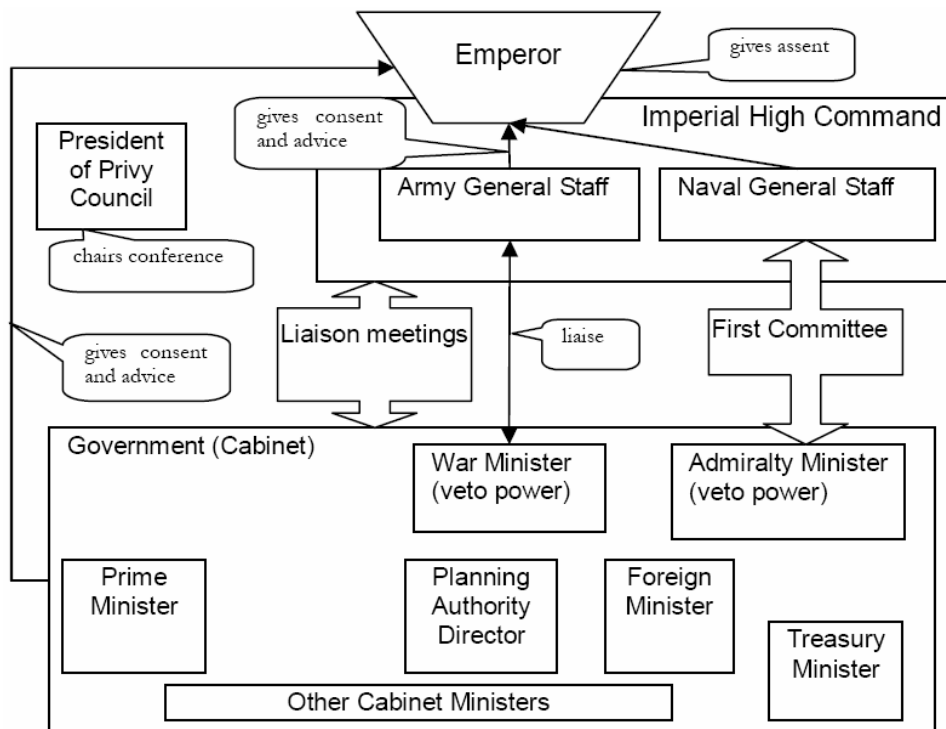 Emperor
gives assent
gives consent
and advice
Imperial High Command
President
of Privy
Council
Army General Staff
Naval General Staff
chairs conference
Liaison meetings
liaise
First Committee
gives consent
and advice
Government (Cabinet)
War Minister
(veto power)
Admiralty Minister
(veto power)
Prime
Minister
Planning
Authority
Director
Foreign
Minister
Treasury
Minister
Other Cabinet Ministers